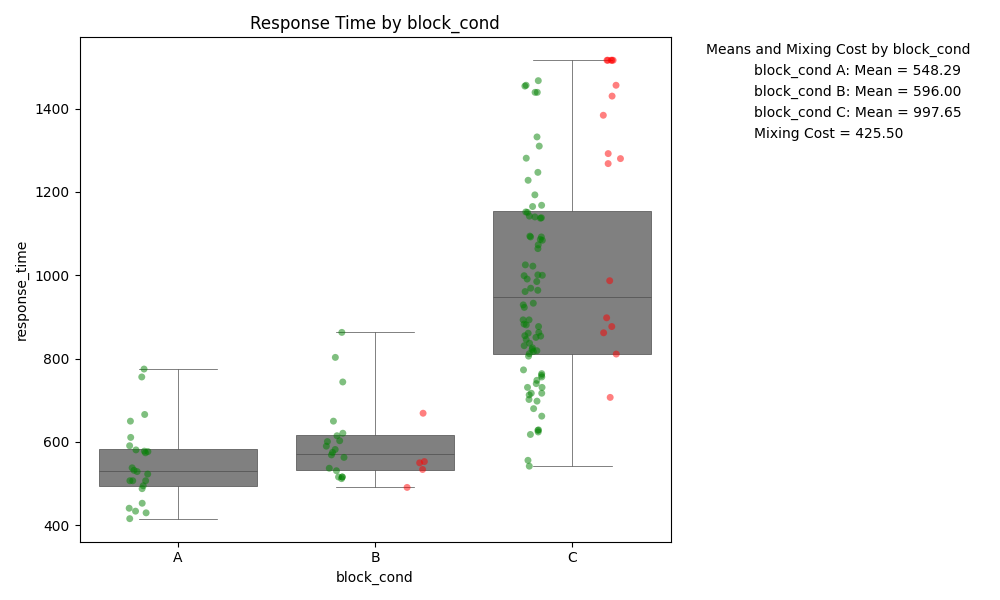 Response Time by block_cond
Means and Mixing Cost by block_cond
block_cond A: Mean = 548.29
block_cond B: Mean = 596.00
block_cond C: Mean = 997.65
Mixing Cost = 425.50
response_time
1400
1200
1000
800
600
400
A B C
block_cond